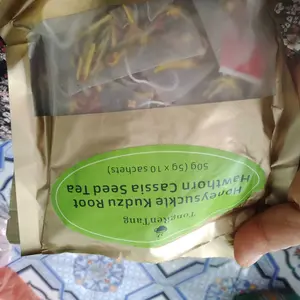 TongRenTang
Honeysuckle Kudzu Root
Hawthorn Cassia Seed Tea
50g (5g × 10 sachets)